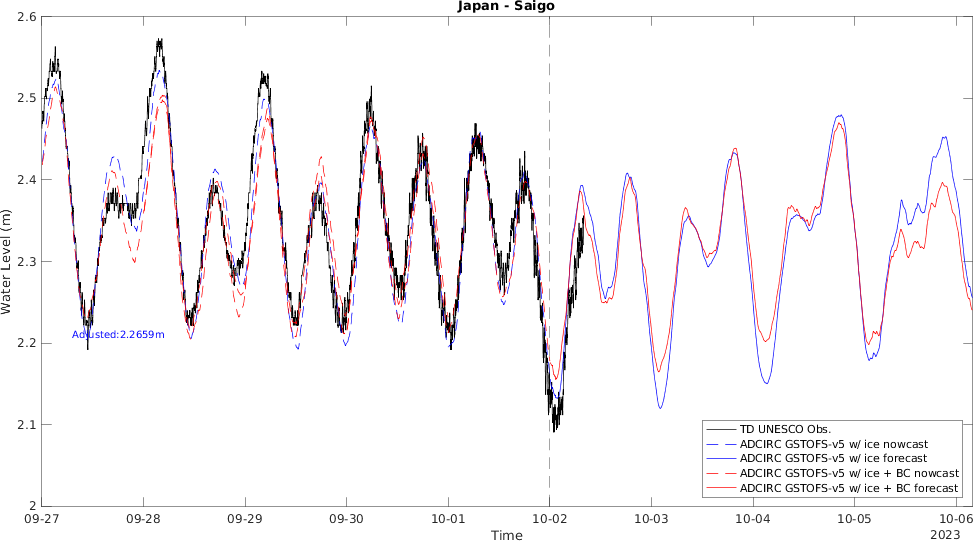 Japan - Saigo
2.6
2.5
2.4
2.3
2.2
2.1
2
Water Level (m)
Adjusted:2.2659m
TD UNESCO Obs.
ADCIRC GSTOFS-v5 w/ ice nowcast
ADCIRC GSTOFS-v5 w/ ice forecast
ADCIRC GSTOFS-v5 w/ ice + BC nowcast
ADCIRC GSTOFS-v5 w/ ice + BC forecast
09-27 09-28 09-29 09-30 10-01 10-02 10-03 10-04 10-05 10-06
2023
Time